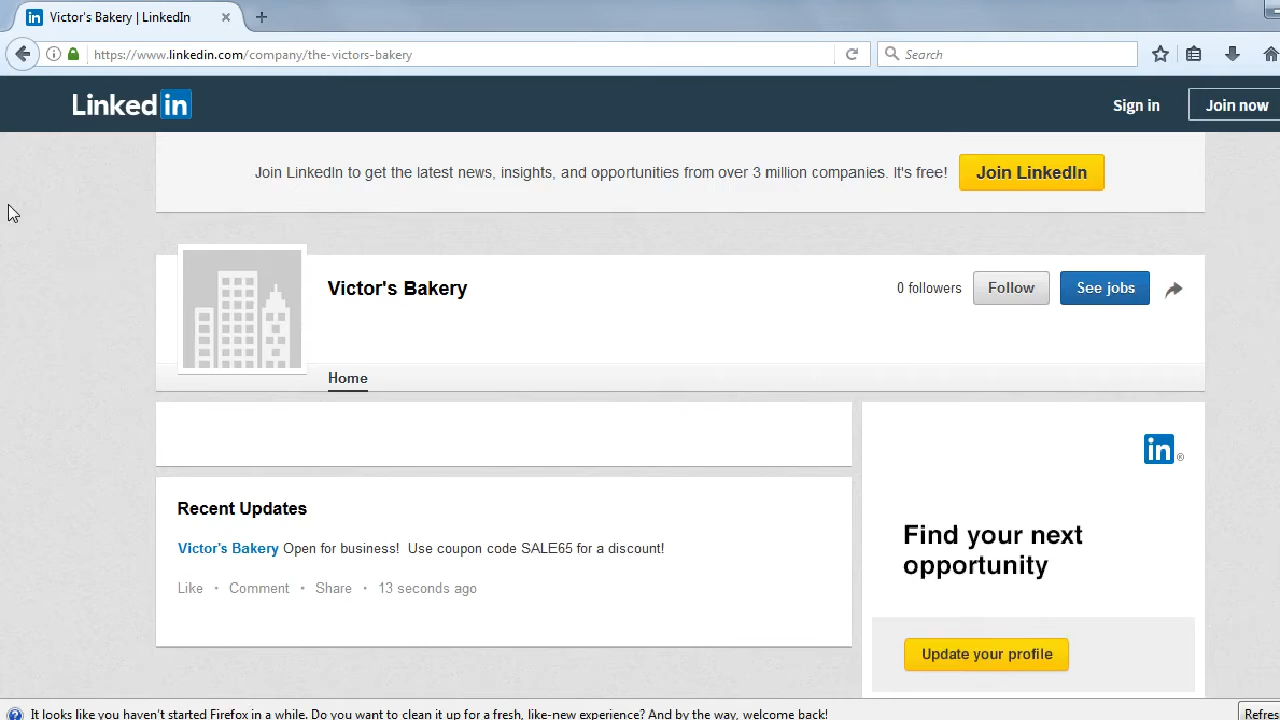 Victor's Bakery | LinkedIn
https://www.linkedin.com/company/the-victors-bakery
Search
Linked in
Sign in
Join now
Join LinkedIn to get the latest news, insights, and opportunities from over 3 million companies. It's free!
Join LinkedIn
Victor's Bakery
0 followers
Follow
See jobs
Home
in
Recent Updates
Victor's Bakery Open for business! Use coupon code SALE65 for a discount!
Like • Comment • Share • 13 seconds ago
Find your next
opportunity
Update your profile
It looks like you haven't started Firefox in a while. Do you want to clean it up for a fresh, like-new experience? And by the way, welcome back!
Refres